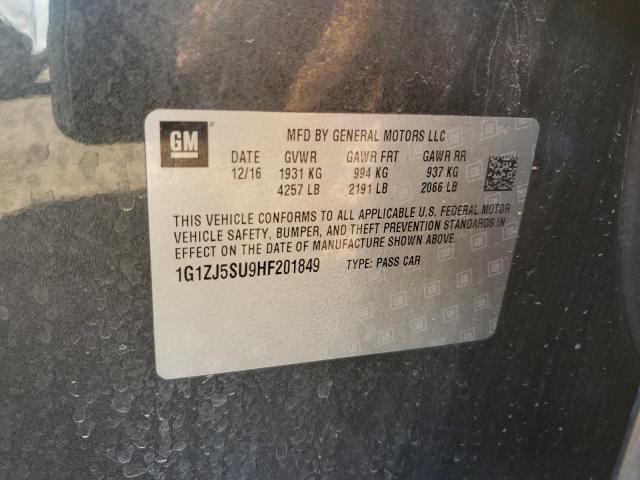 GM
MFD BY GENERAL MOTORS LLC
DATE GVWR GAWR FRT GAWR RR
12/16 1931 KG 994 KG 937 KG
4257 LB 2191 LB 2066 LB
THIS VEHICLE CONFORMS TO ALL APPLICABLE U.S. FEDERAL MOTOR
VEHICLE SAFETY, BUMPER, AND THEFT PREVENTION STANDARDS IN
EFFECT ON THE DATE OF MANUFACTURE SHOWN ABOVE.
1G1ZJ5SU9HF201849 TYPE: PASS CAR